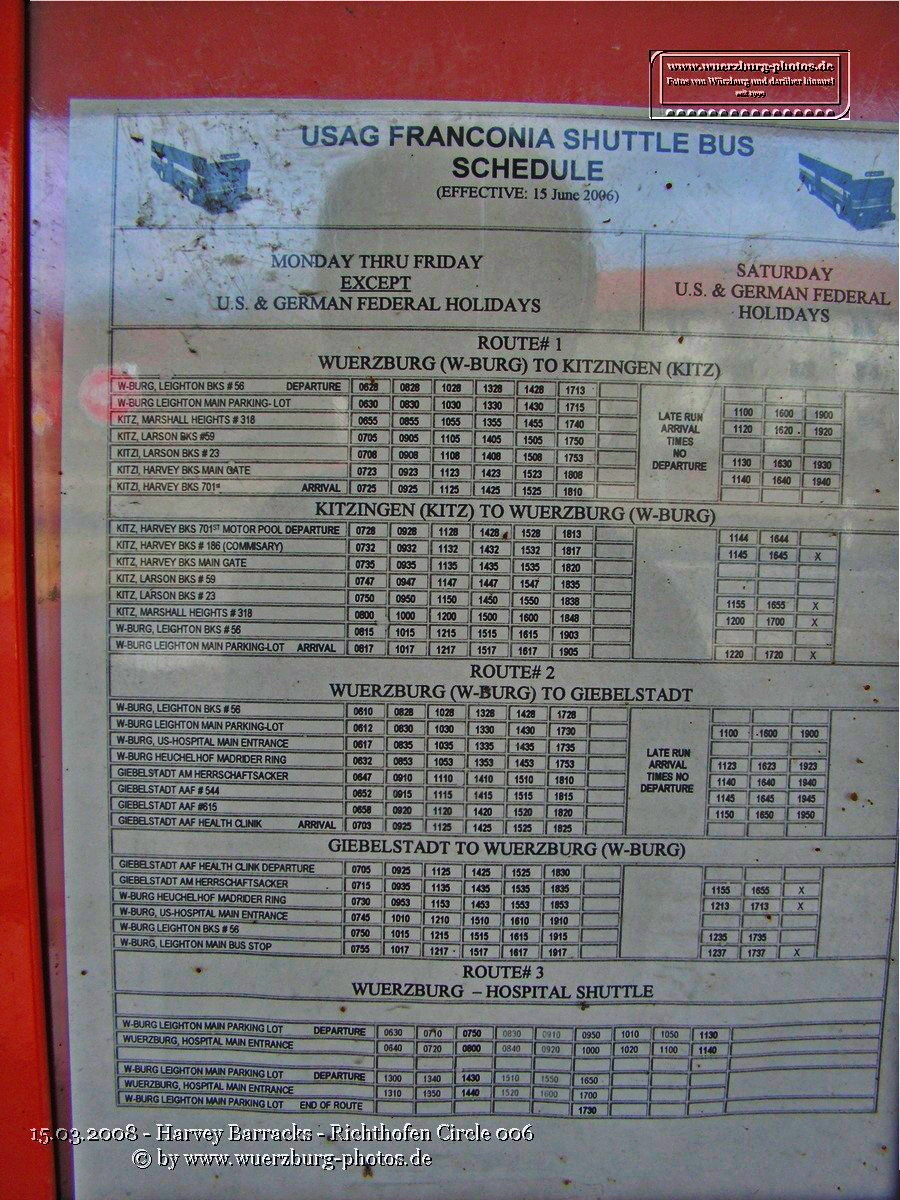 www.wuerzburg-photos.de
Fotos von Würzburg und darüber hinaus!
seit 1999
USAG FRANCONIA SHUTTLE BUS
SCHEDULE
(EFFECTIVE: 15 June 2006)
MONDAY THRU FRIDAY
EXCEPT
U.S. & GERMAN FEDERAL HOLIDAYS
SATURDAY
U.S. & GERMAN FEDERAL
HOLIDAYS
ROUTE# 1
WUERZBURG (W-BURG) TO KITZINGEN (KITZ)
W-BURG, LEIGHTON BKS # 56 DEPARTURE 0628 0828 1028 1328 1428 1713
W-BURG LEIGHTON MAIN PARKING- LOT 0630 0830 1030 1330 1430 1715 1100 1600 1900
KITZ, MARSHALL HEIGHTS # 318 0655 0855 1055 1355 1455 1740 1120 1620 1920
KITZ, LARSON BKS #59 0705 0905 1105 1405 1505 1750
KITZI, LARSON BKS # 23 0708 0908 1108 1408 1508 1753 1130 1630 1930
KITZI, HARVEY BKS MAIN GATE 0723 0923 1123 1423 1523 1808 1140 1640 1940
KITZI, HARVEY BKS 701st ARRIVAL 0725 0925 1125 1425 1525 1810
LATE RUN
ARRIVAL
TIMES
NO
DEPARTURE
KITZINGEN (KITZ) TO WUERZBURG (W-BURG)
KITZ, HARVEY BKS 701ST MOTOR POOL DEPARTURE 0728 0928 1128 1428 1528 1813 1144 1644
KITZ, HARVEY BKS # 186 (COMMISARY) 0732 0932 1132 1432 1532 1817 1145 1645 X
KITZ, HARVEY BKS MAIN GATE 0735 0935 1135 1435 1535 1820
KITZ, LARSON BKS # 59 0747 0947 1147 1447 1547 1835
KITZ, LARSON BKS # 23 0750 0950 1150 1450 1550 1838 1155 1655 X
KITZ, MARSHALL HEIGHTS # 318 0800 1000 1200 1500 1600 1848 1200 1700 X
W-BURG, LEIGHTON BKS # 56 0815 1015 1215 1515 1615 1903
W-BURG LEIGHTON MAIN PARKING-LOT ARRIVAL 0817 1017 1217 1517 1617 1905 1220 1720 X
ROUTE# 2
WUERZBURG (W-BURG) TO GIEBELSTADT
W-BURG, LEIGHTON BKS # 56 0610 0828 1028 1328 1428 1728
W-BURG LEIGHTON MAIN PARKING-LOT 0612 0830 1030 1330 1430 1730 1100 1600 1900
W-BURG, US-HOSPITAL MAIN ENTRANCE 0617 0835 1035 1335 1435 1735
W-BURG HEUCHELHOF MADRIDER RING 0632 0853 1053 1353 1453 1753 1123 1623 1923
GIEBELSTADT AM HERRSCHAFTSACKER 0647 0910 1110 1410 1510 1810 1140 1640 1940
GIEBELSTADT AAF # 544 0652 0915 1115 1415 1515 1815 1145 1645 1945
GIEBELSTADT AAF #615 0658 0920 1120 1420 1520 1820 1150 1650 1950
GIEBELSTADT AAF HEALTH CLINIK ARRIVAL 0703 0925 1125 1425 1525 1825
LATE RUN
ARRIVAL
TIMES NO
DEPARTURE
GIEBELSTADT TO WUERZBURG (W-BURG)
GIEBELSTADT AAF HEALTH CLINK DEPARTURE 0705 0925 1125 1425 1525 1830
GIEBELSTADT AM HERRSCHAFTSACKER 0715 0935 1135 1435 1535 1835 1155 1655 X
W-BURG HEUCHELHOF MADRIDER RING 0730 0953 1153 1453 1553 1853 1213 1713 X
W-BURG, US-HOSPITAL MAIN ENTRANCE 0745 1010 1210 1510 1610 1910
W-BURG LEIGHTON BKS # 56 0750 1015 1215 1515 1615 1915 1235 1735
W-BURG, LEIGHTON MAIN BUS STOP 0755 1017 1217 1517 1617 1917 1237 1737 X
ROUTE# 3
WUERZBURG – HOSPITAL SHUTTLE
W-BURG LEIGHTON MAIN PARKING LOT DEPARTURE 0630 0710 0750 0830 0910 0950 1010 1050 1130
WUERZBURG, HOSPITAL MAIN ENTRANCE 0640 0720 0800 0840 0920 1000 1020 1100 1140
W-BURG LEIGHTON MAIN PARKING LOT DEPARTURE 1300 1340 1430 1510 1550 1650
WUERZBURG, HOSPITAL MAIN ENTRANCE 1310 1350 1440 1520 1600 1700
W-BURG LEIGHTON MAIN PARKING LOT END OF ROUTE 1730
15.03.2008 - Harvey Barracks - Richthofen Circle 006
© by www.wuerzburg-photos.de